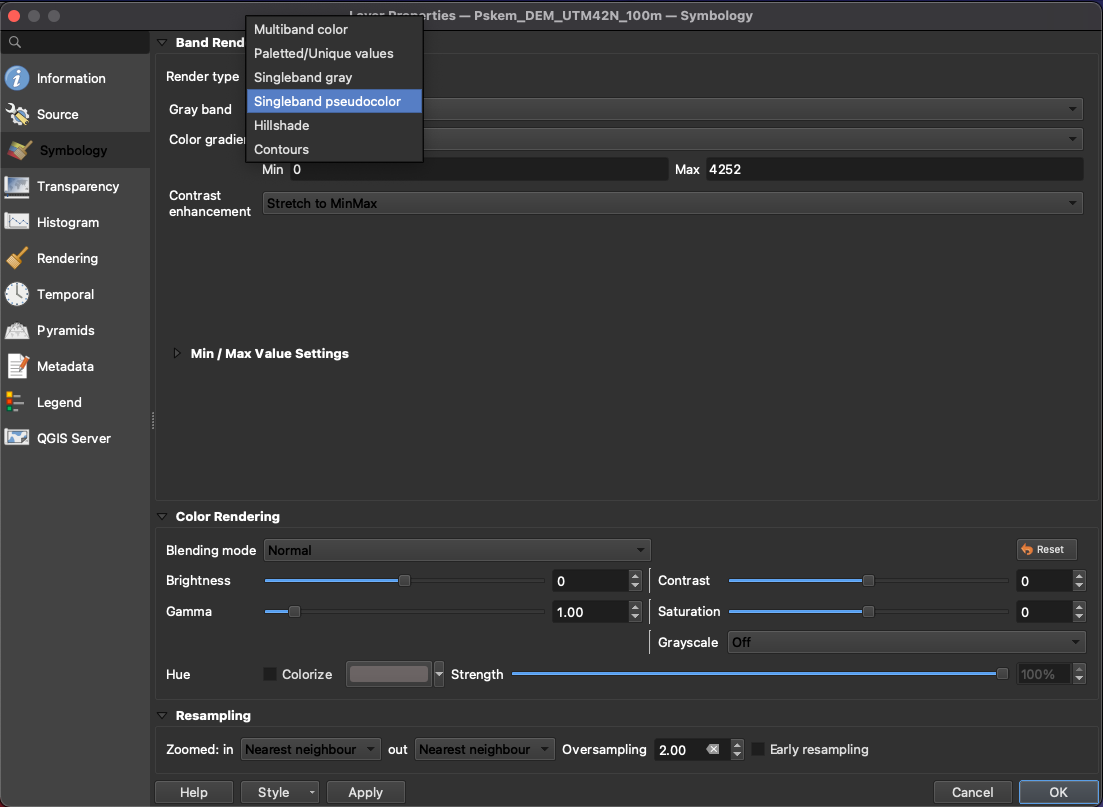 Layer Properties — Pskem_DEM_UTM42N_100m — Symbology
Information
Source
Symbology
Transparency
Histogram
Rendering
Temporal
Pyramids
Metadata
Legend
QGIS Server
Band Rend
Render type
Multiband color
Paletted/Unique values
Singleband gray
Singleband pseudocolor
Hillshade
Contours
Gray band
Color gradie
Min 0 Max 4252
Contrast
enhancement
Stretch to MinMax
Min / Max Value Settings
Color Rendering
Blending mode Normal Reset
Brightness 0 Contrast 0
Gamma 1.00 Saturation 0
Grayscale Off
Hue Colorize Strength 100%
Resampling
Zoomed: in Nearest neighbour out Nearest neighbour Oversampling 2.00 Early resampling
Help Style Apply Cancel OK